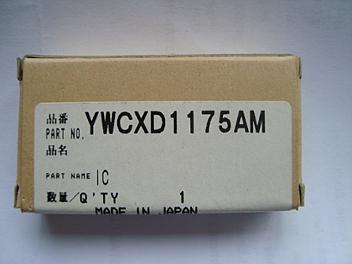 品番
PART NO. YWCXD1175AM
品名
PART NAME IC
数量/Q'TY 1
MADE IN JAPAN